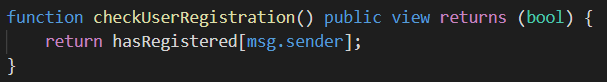 function checkUserRegistration() public view returns (bool) {
    return hasRegistered[msg.sender];
}